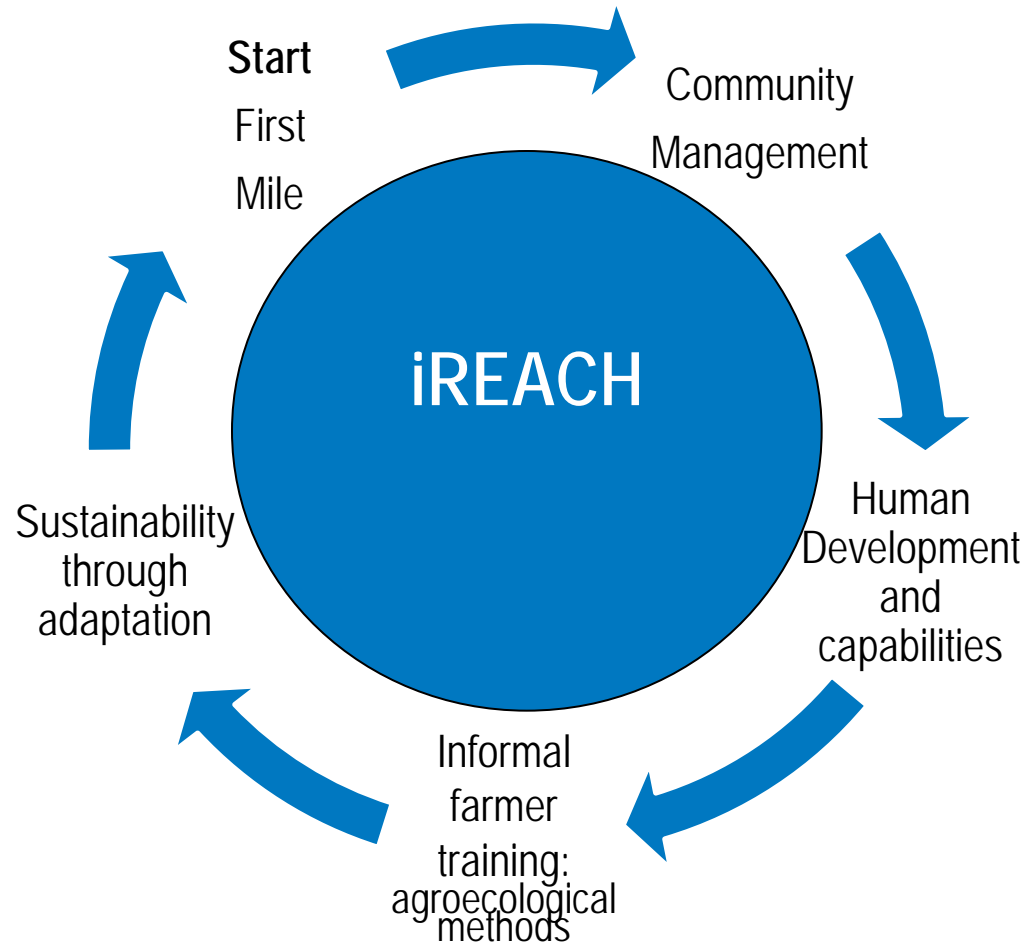 Start
First
Mile
Community
Management
iREACH
Human
Development
and
capabilities
Informal
farmer
training:
agroecological
methods
Sustainability
through
adaptation